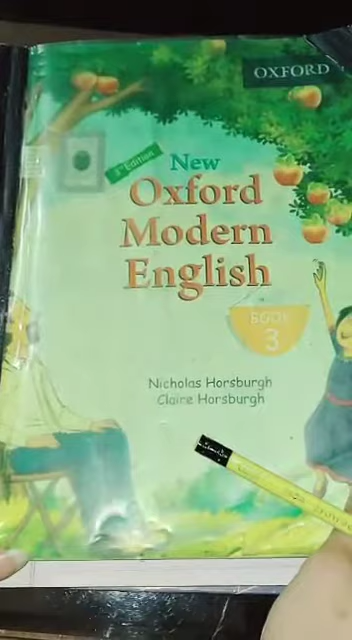 OXFORD
3rd Edition
New
Oxford
Modern
English
BOOK
3
Nicholas Horsburgh
Claire Horsburgh